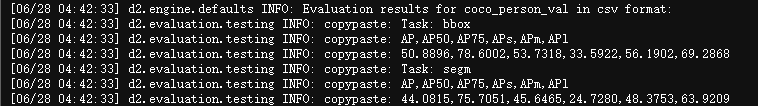 [06/28 04:42:33] d2.engine.defaults INFO: Evaluation results for coco_person_val in csv format:
[06/28 04:42:33] d2.evaluation.testing INFO: copypaste: Task: bbox
[06/28 04:42:33] d2.evaluation.testing INFO: copypaste: AP,AP50,AP75,APs,APm,APl
[06/28 04:42:33] d2.evaluation.testing INFO: copypaste: 50.8896,78.6002,53.7318,33.5922,56.1902,69.2868
[06/28 04:42:33] d2.evaluation.testing INFO: copypaste: Task: segm
[06/28 04:42:33] d2.evaluation.testing INFO: copypaste: AP,AP50,AP75,APs,APm,APl
[06/28 04:42:33] d2.evaluation.testing INFO: copypaste: 44.0815,75.7051,45.6465,24.7280,48.3753,63.9209